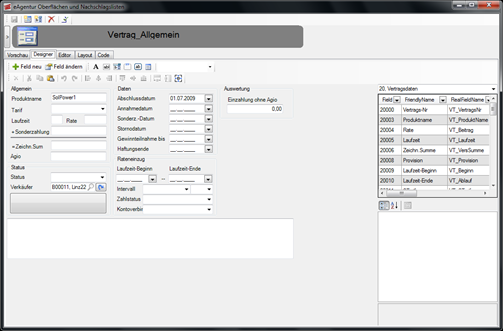 eAgentur Oberflächen und Nachschlagslisten
Vertrag_Allgemein
Vorschau Designer Editor Layout Code
Feld neu Feld ändern
Allgemein
Produktname SolPower1
Tarif
Laufzeit Rate
+ Sonderzahlung
=Zeichn.Sum
Agio
Status
Status
Verkäufer B00011, Linz22
Daten
Abschlussdatum 01.07.2009
Annahmedatum
Sonderz.-Datum
Stornodatum
Gewinnteilnahme bis
Haftungsende
Rateneinzug
Laufzeit-Beginn Laufzeit-Ende
Intervall
Zahlstatus
Kontoverbin
Auswertung
Einzahlung ohne Agio
0,00
20. Vertragsdaten
Field FriendlyName RealFieldName
20000 Vertrags-Nr VT_VertragsNr
20003 Produktname VT_ProduktName
20004 Rate VT_Beitrag
20005 Laufzeit VT_Laufzeit
20006 Zeichn.Summe VT_VersSumme
20008 Provision VT_Provision
20009 Laufzeit-Beginn VT_Beginn
20010 Laufzeit-Ende VT_Ablauf